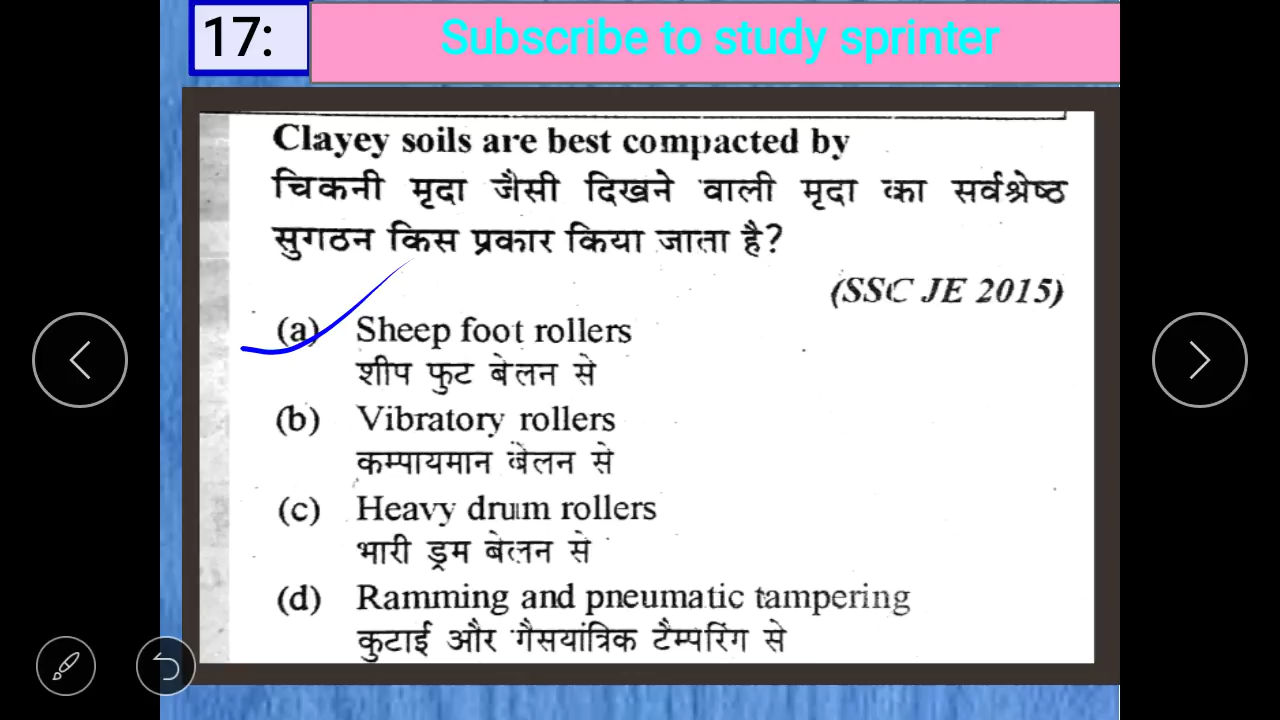 17:
Subscribe to study sprinter
Clayey soils are best compacted by
चिकनी मृदा जैसी दिखने वाली मृदा का सर्वश्रेष्ठ
सुगठन किस प्रकार किया जाता है?
(SSC JE 2015)
(a) Sheep foot rollers
शीप फुट बेलन से
(b) Vibratory rollers
कम्पायमान बेलन से
(c) Heavy drum rollers
भारी ड्रम बेलन से
(d) Ramming and pneumatic tampering
कुटाई और गैसयांत्रिक टैम्परिंग से